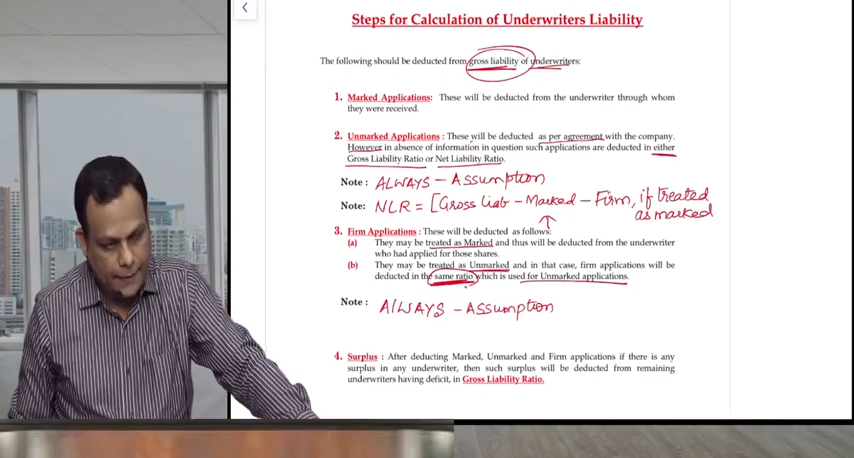 Steps for Calculation of Underwriters Liability
The following should be deducted from gross liability of underwriters:
1. Marked Applications: These will be deducted from the underwriter through whom
they were received.
2. Unmarked Applications : These will be deducted as per agreement with the company.
However in absence of information in question such applications are deducted in either
Gross Liability Ratio or Net Liability Ratio.
Note : ALWAYS - Assumption
Note: NLR = [Gross Liab - Marked - Firm, if treated
as marked
3. Firm Applications : These will be deducted as follows:
(a) They may be treated as Marked and thus will be deducted from the underwriter
who had applied for those shares.
(b) They may be treated as Unmarked and in that case, firm applications will be
deducted in the same ratio which is used for Unmarked applications.
Note : AlWAYS - Assumption
4. Surplus : After deducting Marked, Unmarked and Firm applications if there is any
surplus in any underwriter, then such surplus will be deducted from remaining
underwriters having deficit, in Gross Liability Ratio.